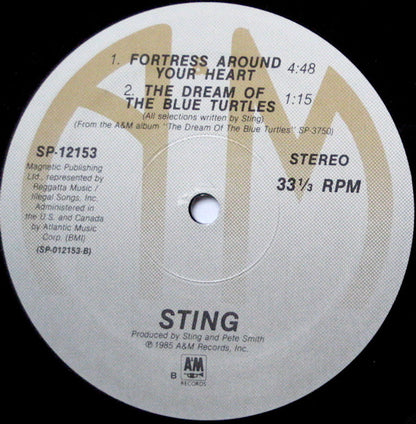 1. FORTRESS AROUND
YOUR HEART 4:48
2. THE DREAM OF
THE BLUE TURTLES 1:15
(All selections written by Sting)
(From the A&M album "The Dream Of The Blue Turtles" SP-3750)
SP-12153
Magnetic Publishing
Ltd., represented by
Reggatta Music /
Illegal Songs, Inc.
Administered in
the U.S. and Canada
by Atlantic Music
Corp. (BMI)
(SP-012153-B)
STEREO
33 1/3 RPM
STING
Produced by Sting and Pete Smith
℗ 1985 A&M Records, Inc.
A&M
RECORDS
B